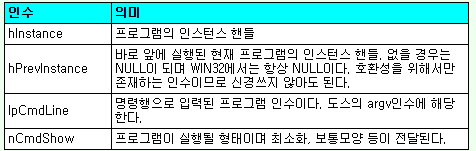 인수 의미
hInstance 프로그램의 인스턴스 핸들
hPrevInstance 바로 앞에 실행된 현재 프로그램의 인스턴스 핸들, 없을 경우는
NULL이 되며 WIN32에서는 항상 NULL이다. 호환성을 위해서만
존재하는 인수이므로 신경쓰지 않아도 된다.
lpCmdLine 명령행으로 입력된 프로그램 인수이다. 도스의 argv인수에 해당
한다.
nCmdShow 프로그램이 실행될 형태이며 최소화, 보통모양 등이 전달된다.